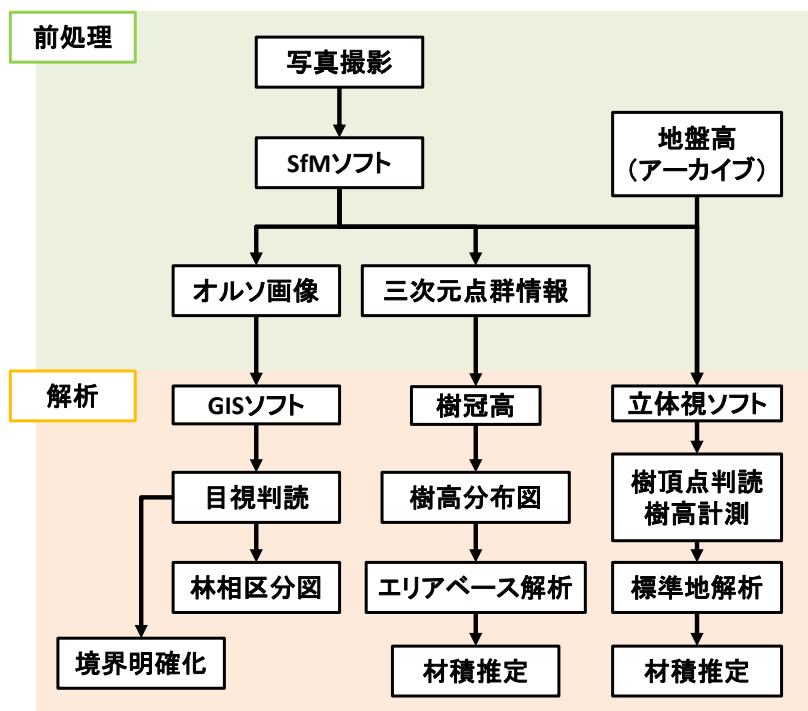 前処理
写真撮影
SfMソフト
地盤高
（アーカイブ）
オルソ画像
三次元点群情報
解析
GISソフト
樹冠高
立体視ソフト
目視判読
樹高分布図
樹頂点判読
樹高計測
林相区分図
エリアベース解析
標準地解析
境界明確化
材積推定
材積推定